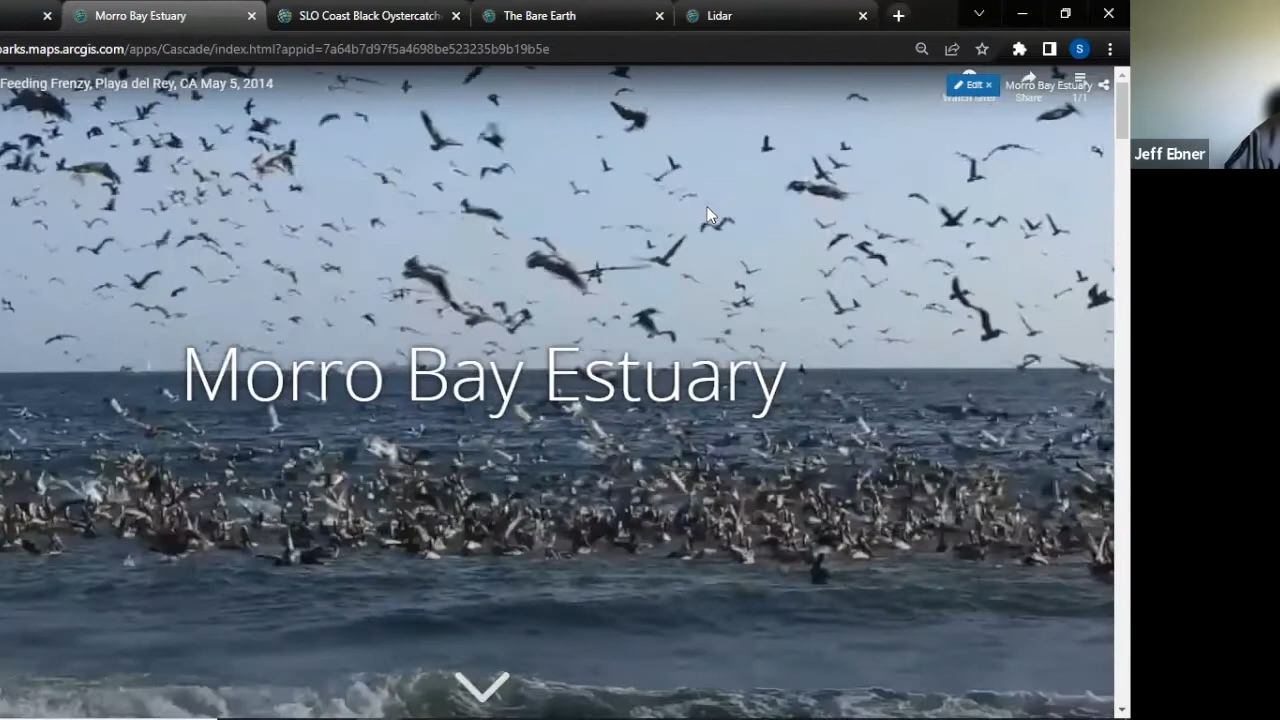 Morro Bay Estuary
SLO Coast Black Oystercatch
The Bare Earth
Lidar
parks.maps.arcgis.com/apps/Cascade/index.html?appid=7a64b7d97f5a4698be523235b9b19b5e
S
Feeding Frenzy, Playa del Rey, CA May 5, 2014
Edit ×
Morro Bay Estuary
Watch later
Share
1/1
Jeff Ebner
Morro Bay Estuary